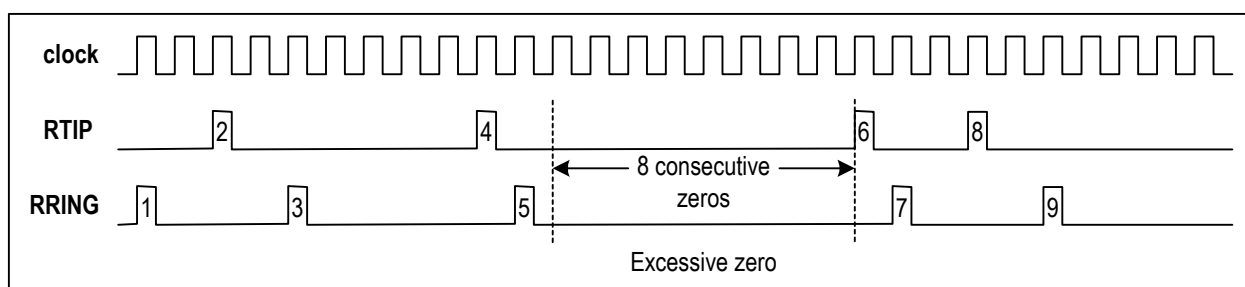 clock
RTIP 2 4 6 8
8 consecutive
zeros
RRING 1 3 5 7 9
Excessive zero